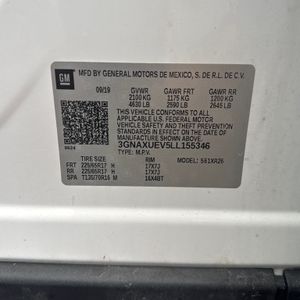 GM
MFD BY GENERAL MOTORS DE MEXICO, S. DE R.L. DE C.V.
09/19 GVWR GAWR FRT GAWR RR
2100 KG 1175 KG 1200 KG
4630 LB 2590 LB 2645 LB
THIS VEHICLE CONFORMS TO ALL
APPLICABLE U.S. FEDERAL MOTOR
VEHICLE SAFETY AND THEFT
PREVENTION STANDARDS IN EFFECT
ON THE DATE OF
MANUFACTURE SHOWN ABOVE.
3GNAXUEV5LL155346
TYPE: M.P.V. MODEL: 1XR26
TIRE SIZE RIM
FRT 225/65R17 H 17X7J
RR 225/65R17 H 17X7J
SPA T135/70R16 M 16X4BT